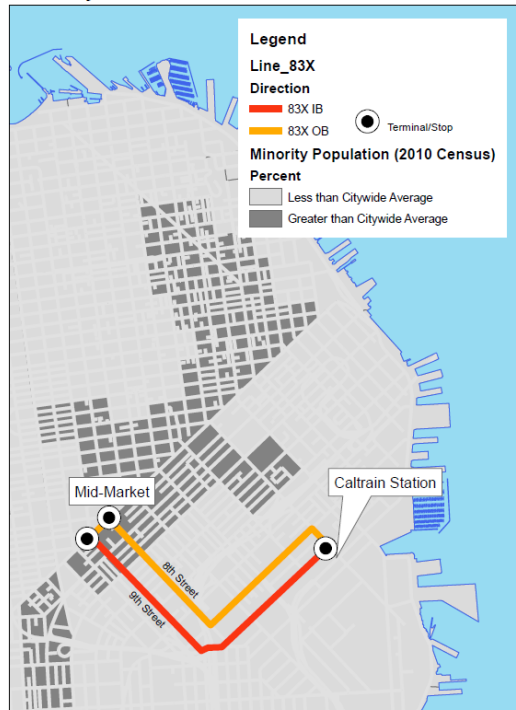 Legend
Line_83X
Direction
83X IB
83X OB
Terminal/Stop
Minority Population (2010 Census)
Percent
Less than Citywide Average
Greater than Citywide Average
Mid-Market
Caltrain Station
8th Street
9th Street